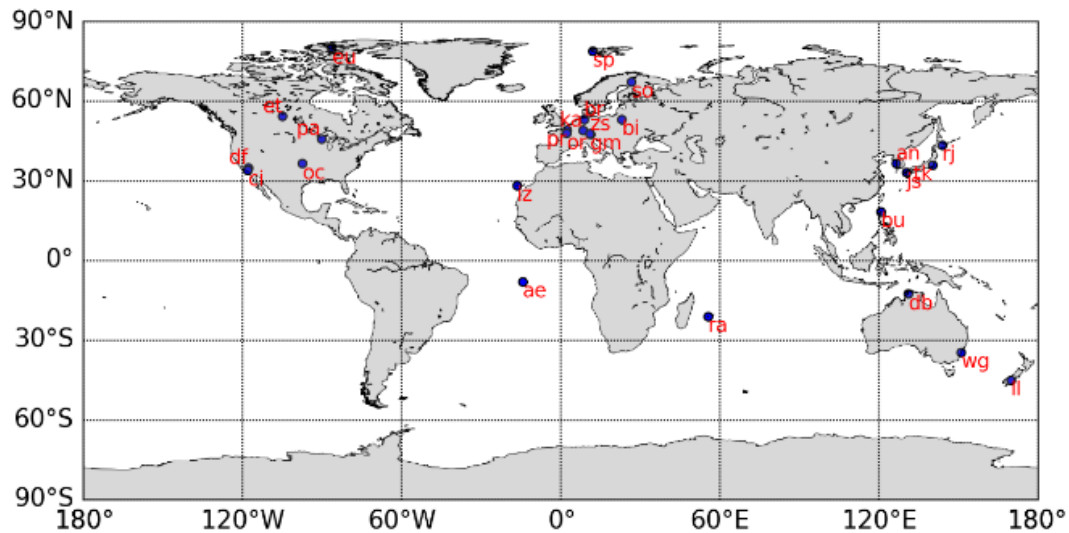 90°N
eu
sp
so
60°N
et
br
ka
zs
pa
pr
or
gm
bi
an
rj
df
ci
oc
tk
js
30°N
iz
bu
0°
ae
db
ra
30°S
wg
ll
60°S
90°S
180°
120°W
60°W
0°
60°E
120°E
180°